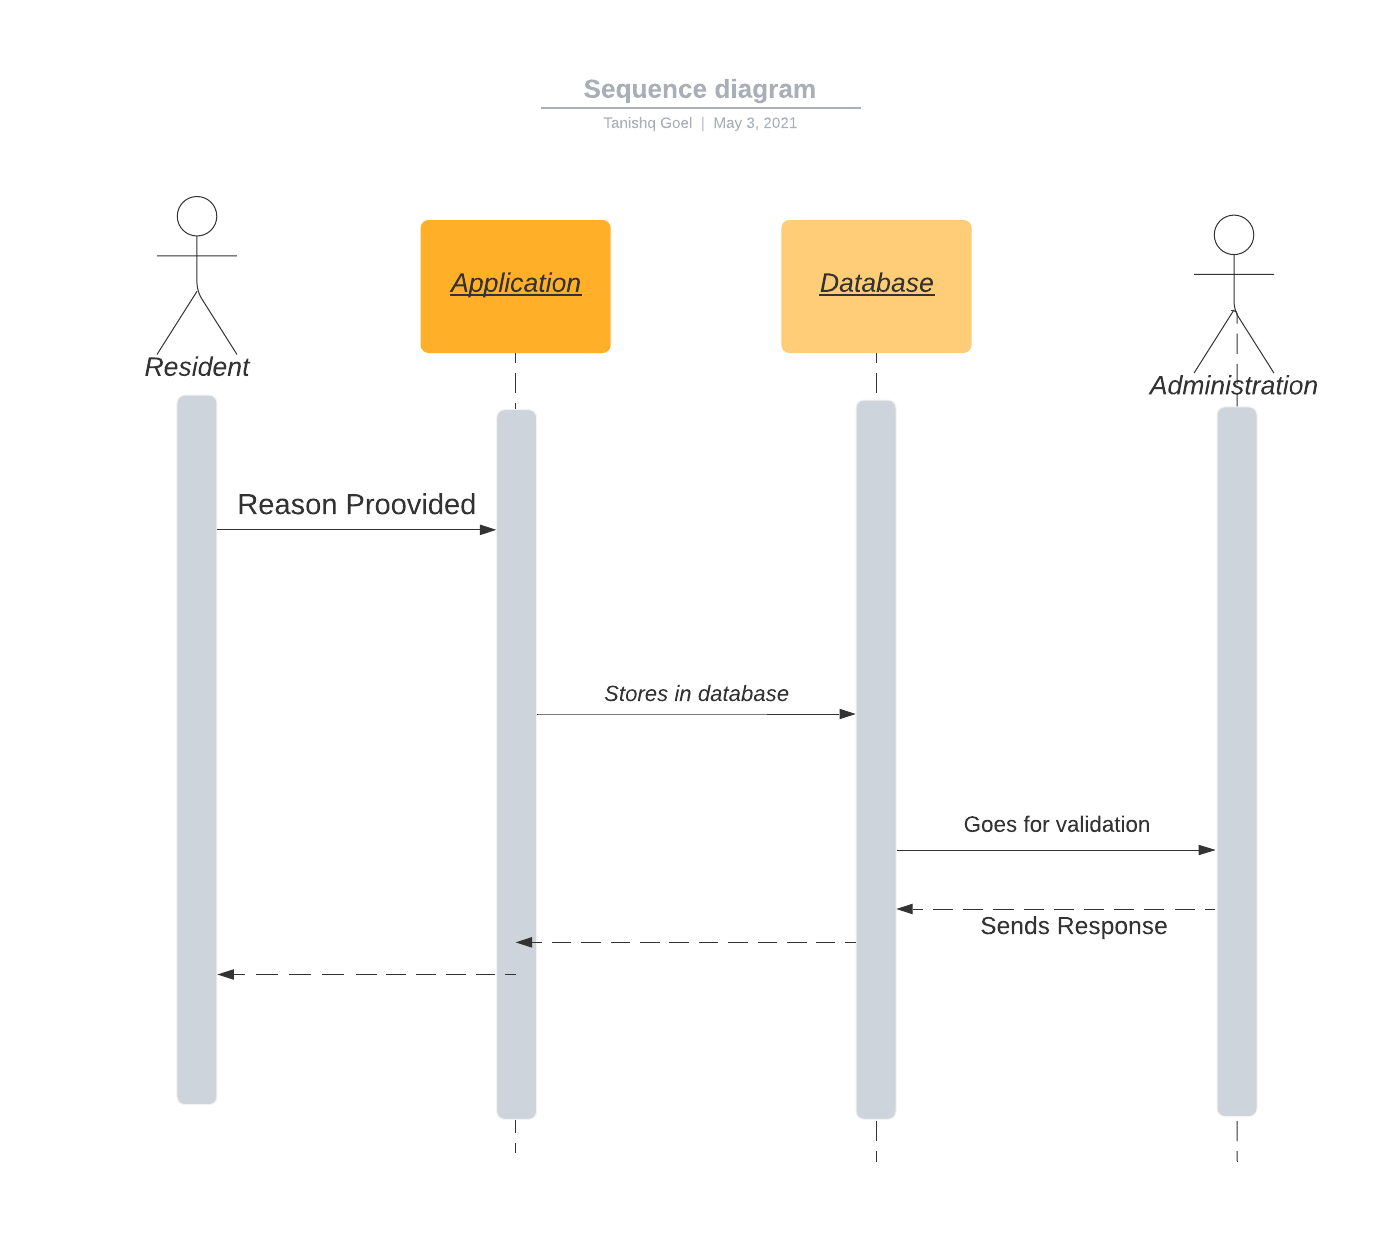 Sequence diagram
Tanishq Goel | May 3, 2021
Resident
Application
Database
Administration
Reason Proovided
Stores in database
Goes for validation
Sends Response